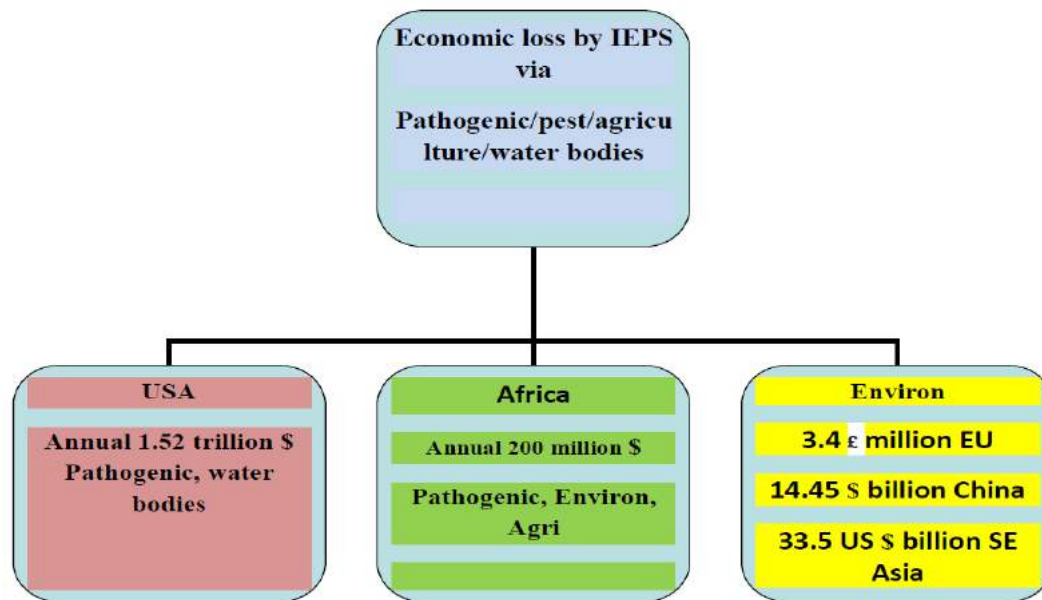 Economic loss by IEPS
via
Pathogenic/pest/agricu
lture/water bodies
USA
Annual 1.52 trillion $
Pathogenic, water
bodies
Africa
Annual 200 million $
Pathogenic, Environ,
Agri
Environ
3.4 £ million EU
14.45 $ billion China
33.5 US $ billion SE
Asia